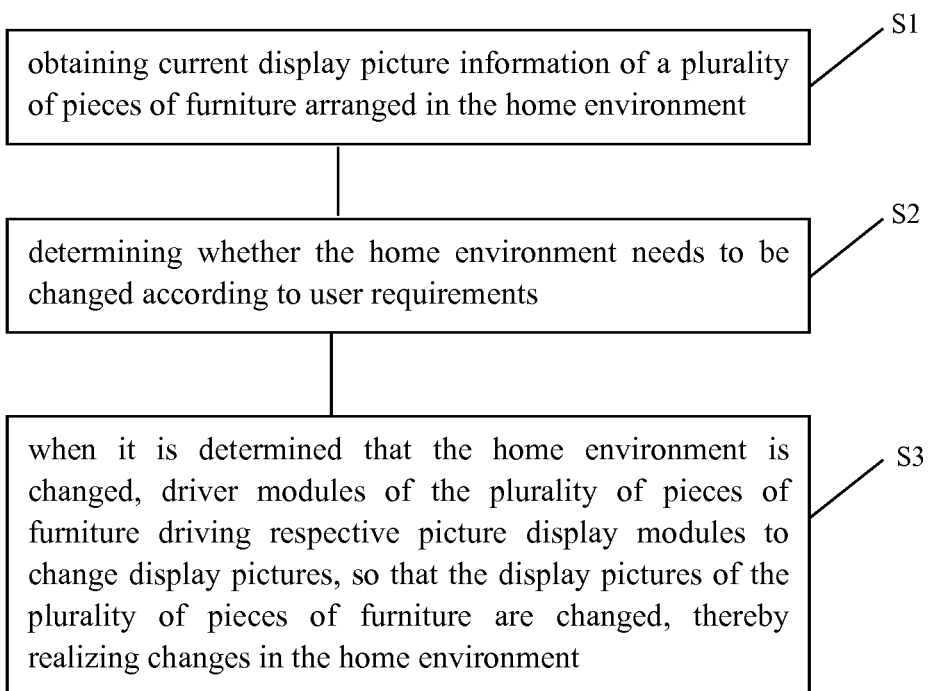 S1
obtaining current display picture information of a plurality
of pieces of furniture arranged in the home environment
S2
determining whether the home environment needs to be
changed according to user requirements
S3
when it is determined that the home environment is
changed, driver modules of the plurality of pieces of
furniture driving respective picture display modules to
change display pictures, so that the display pictures of the
plurality of pieces of furniture are changed, thereby
realizing changes in the home environment